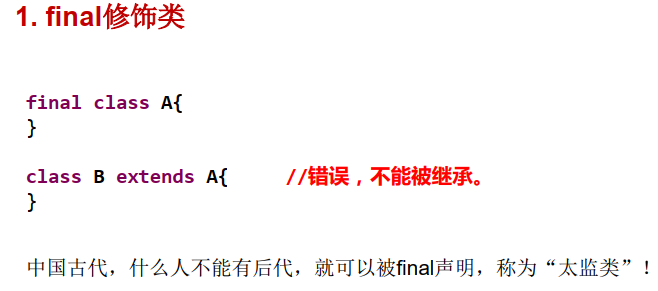 1. final修饰类
final class A{
}
class B extends A{ //错误，不能被继承。
}
中国古代，什么人不能有后代，就可以被final声明，称为“太监类”！